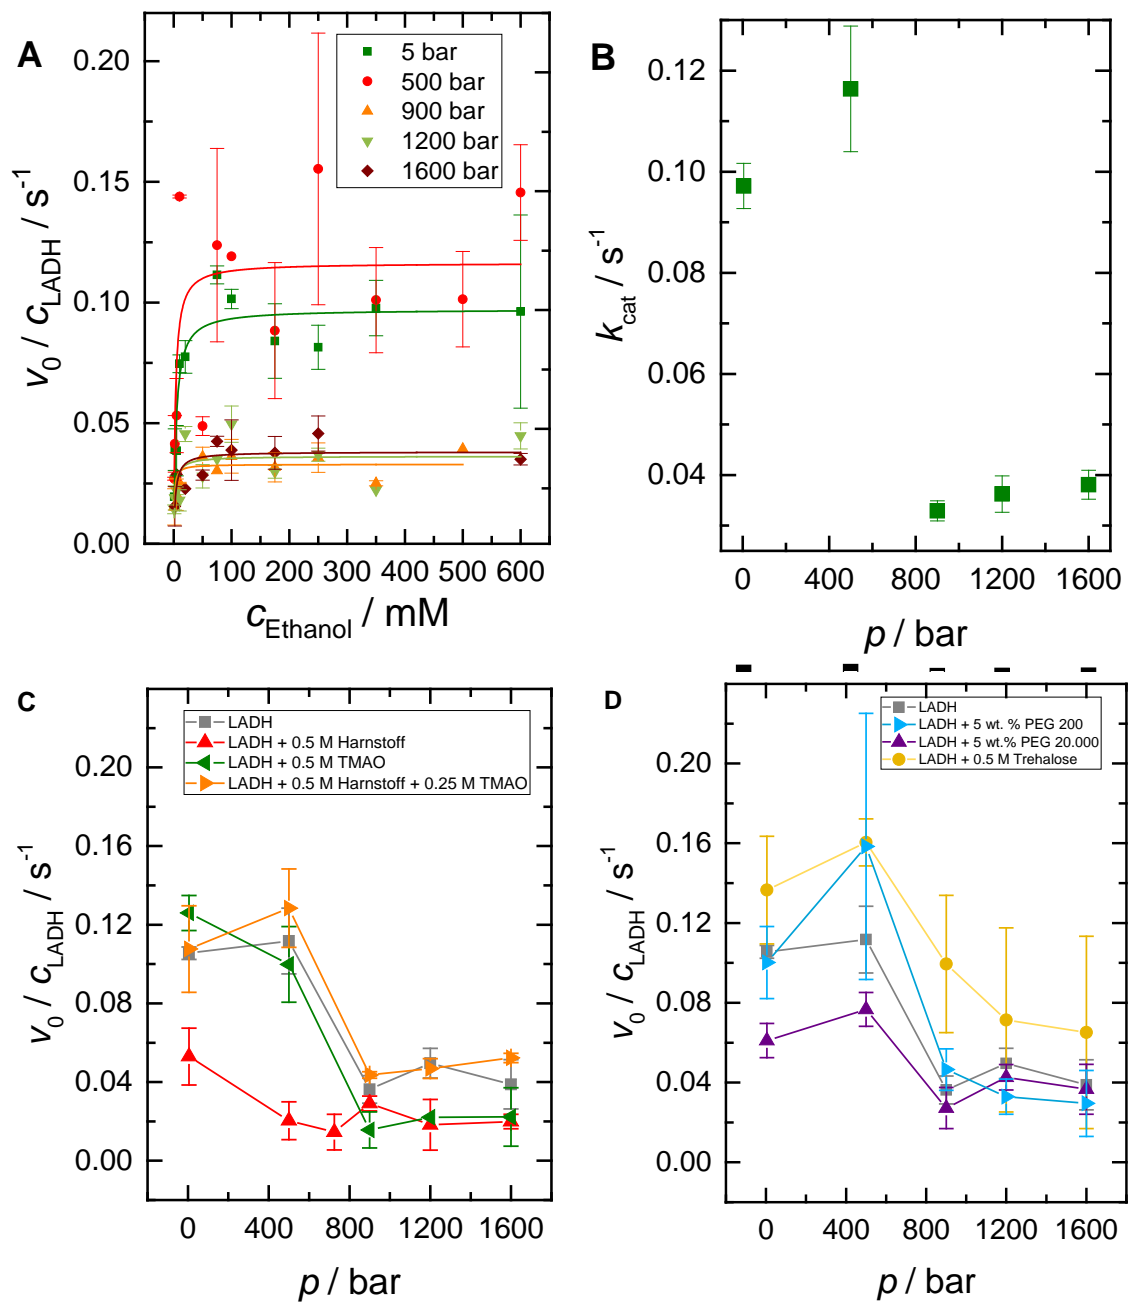 A
0.20
0.15
0.10
0.05
0.00
v0 / cLADH / s-1
5 bar
500 bar
900 bar
1200 bar
1600 bar
0 100 200 300 400 500 600
cEthanol / mM
B
0.12
0.10
0.08
0.06
0.04
kcat / s-1
0 400 800 1200 1600
p / bar
C
LADH
LADH + 0.5 M Harnstoff
LADH + 0.5 M TMAO
LADH + 0.5 M Harnstoff + 0.25 M TMAO
0.20
0.16
0.12
0.08
0.04
0.00
v0 / cLADH / s-1
0 400 800 1200 1600
p / bar
D
LADH
LADH + 5 wt. % PEG 200
LADH + 5 wt.% PEG 20.000
LADH + 0.5 M Trehalose
0.20
0.16
0.12
0.08
0.04
0.00
v0 / cLADH / s-1
0 400 800 1200 1600
p / bar